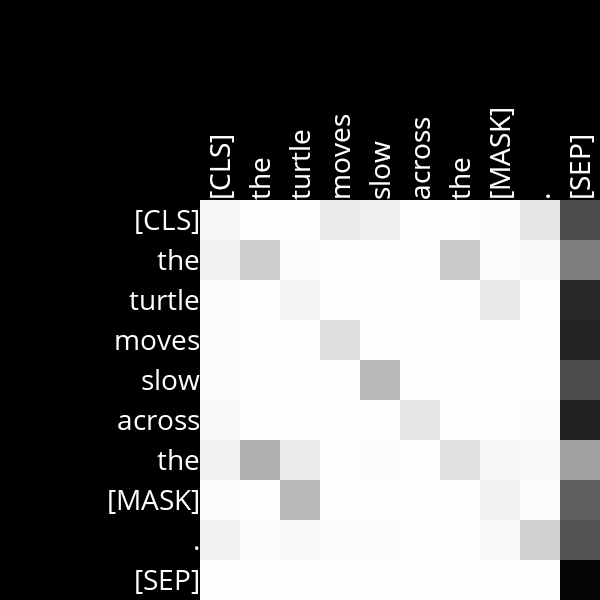 [CLS] the turtle moves slow across the [MASK] . [SEP]
[CLS]
the
turtle
moves
slow
across
the
[MASK]
.
[SEP]